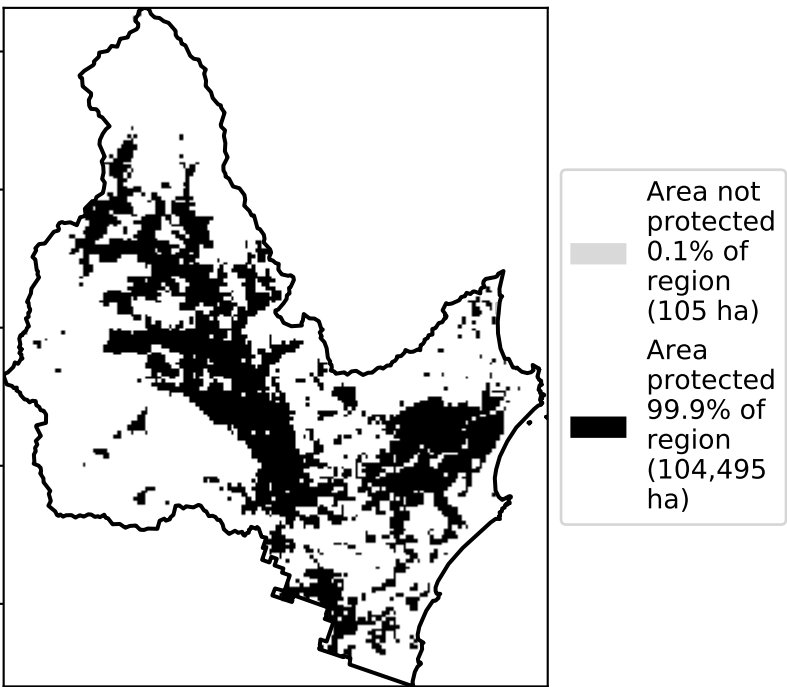 Area not
protected
0.1% of
region
(105 ha)
Area
protected
99.9% of
region
(104,495
ha)